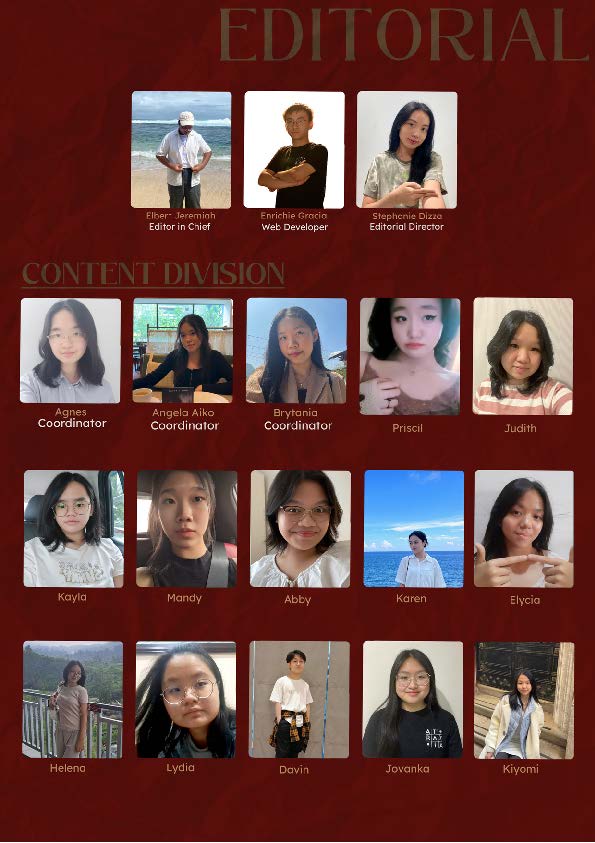 EDITORIAL
Elbert Jeremiah
Editor in Chief
Enrichie Gracia
Web Developer
Stephanie Dizza
Editorial Director
CONTENT DIVISION
Agnes
Coordinator
Angela Aiko
Coordinator
Brytania
Coordinator
Priscil
Judith
Kayla
Mandy
Abby
Karen
Elycia
Helena
Lydia
Davin
Jovanka
Kiyomi